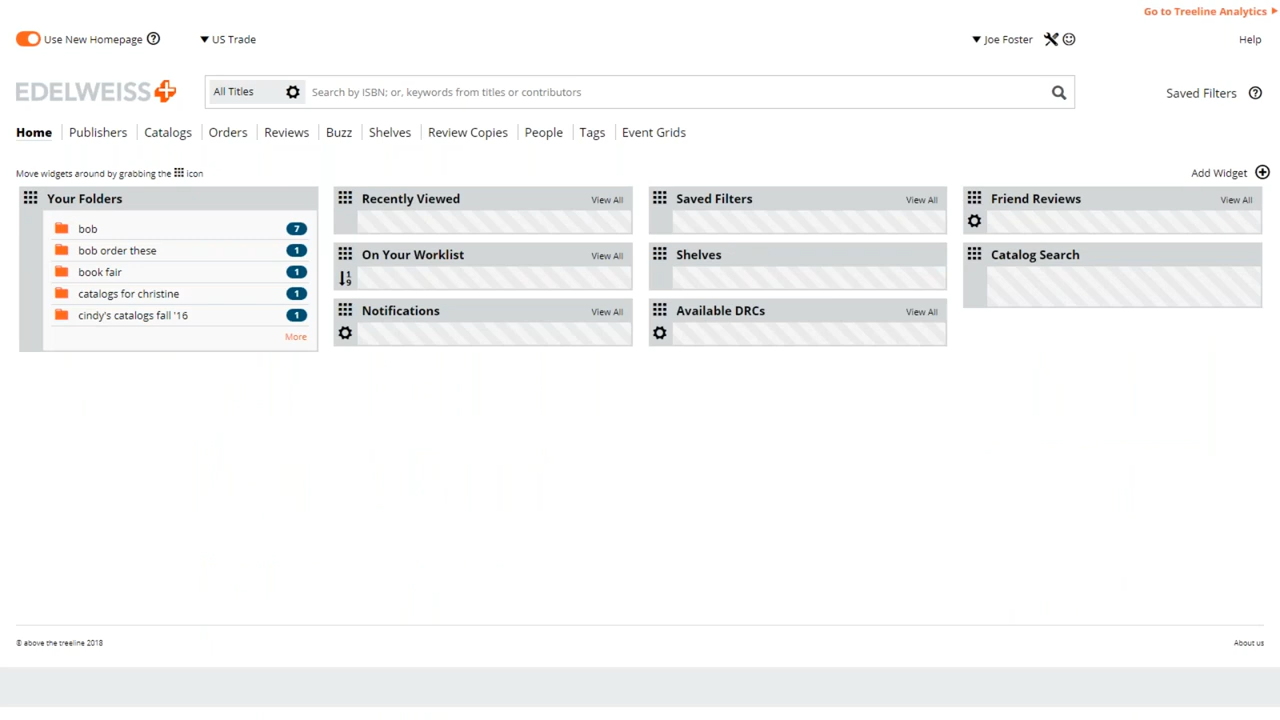 Go to Treeline Analytics
Use New Homepage ?
US Trade
Joe Foster
Help
EDELWEISS
All Titles
Search by ISBN; or, keywords from titles or contributors
Saved Filters ?
Home Publishers Catalogs Orders Reviews Buzz Shelves Review Copies People Tags Event Grids
Move widgets around by grabbing the icon
Add Widget
Your Folders
bob 7
bob order these 1
book fair 1
catalogs for christine 1
cindy's catalogs fall '16 1
More
Recently Viewed View All
On Your Worklist View All
1
9
Notifications View All
Saved Filters View All
Shelves
Available DRCs View All
Friend Reviews View All
Catalog Search
© above the treeline 2018
About us